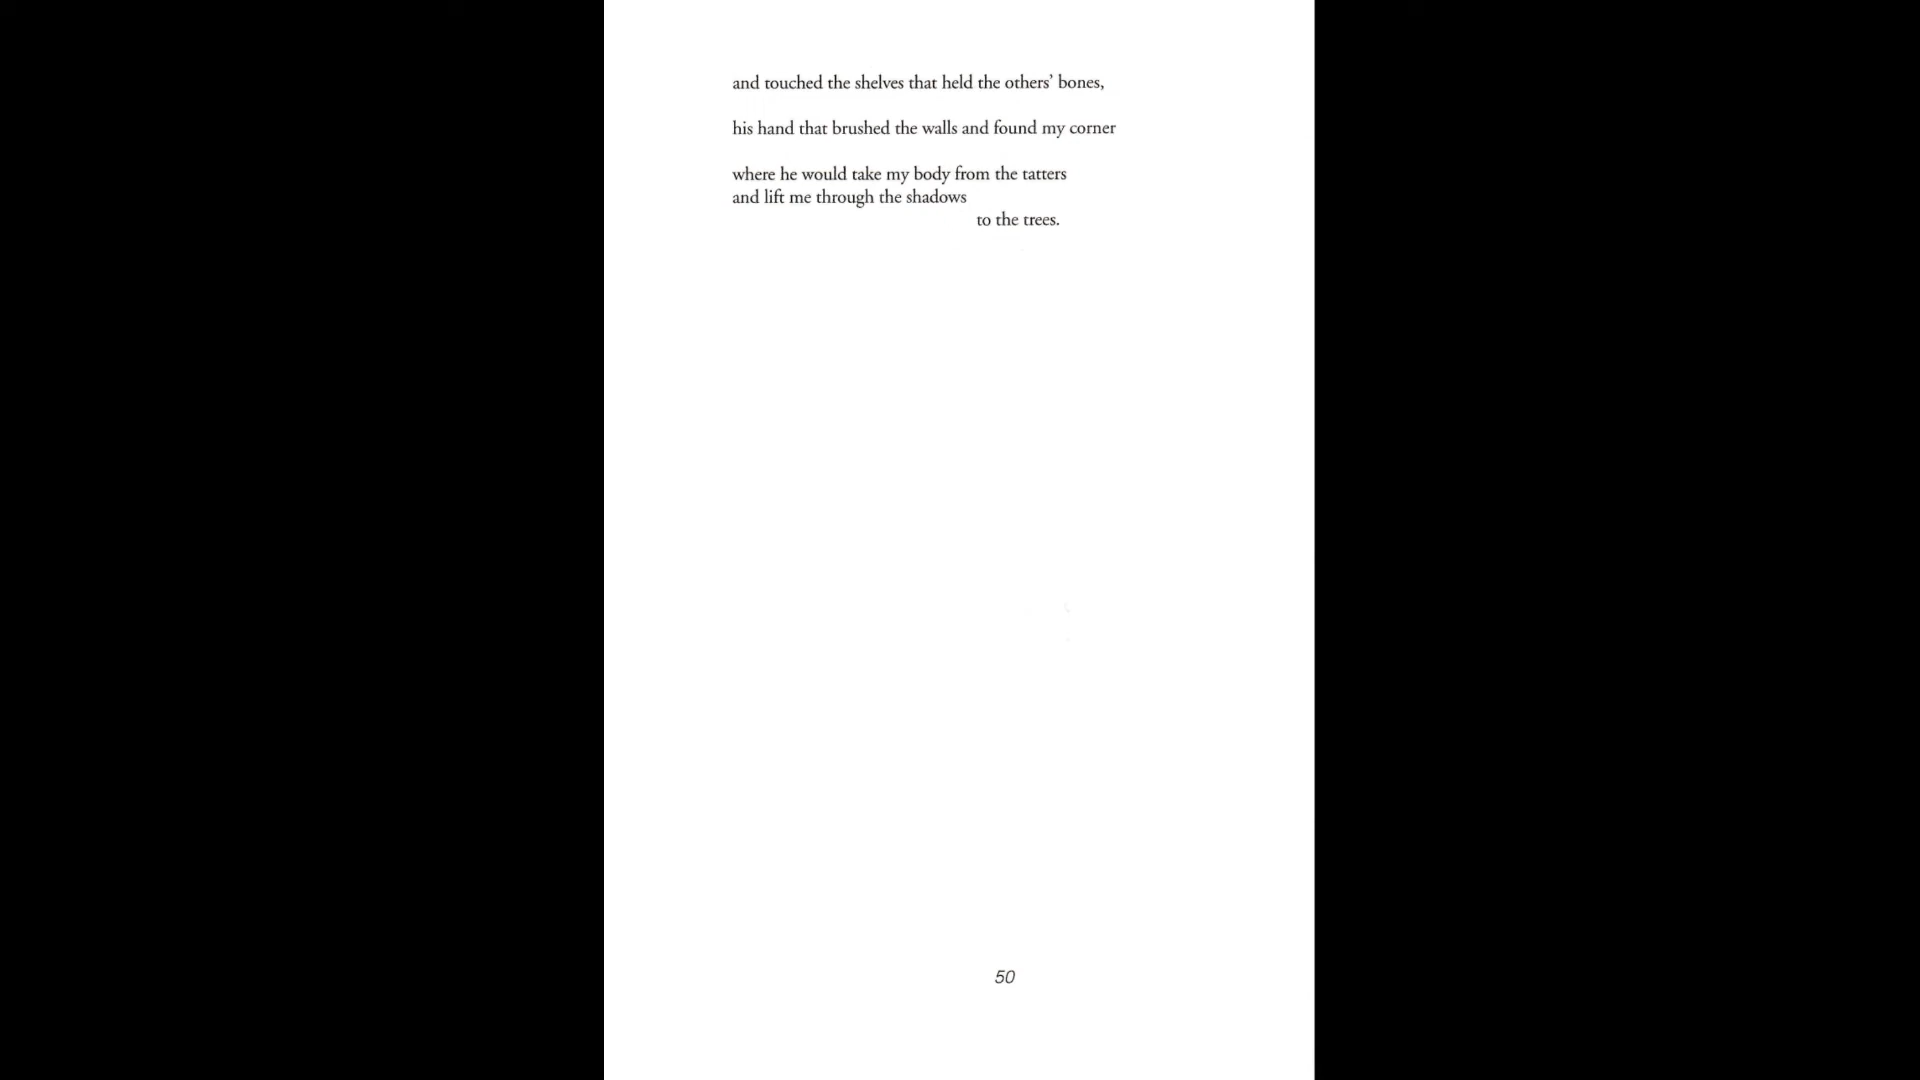 and touched the shelves that held the others’ bones,
his hand that brushed the walls and found my corner
where he would take my body from the tatters
and lift me through the shadows
to the trees.
50